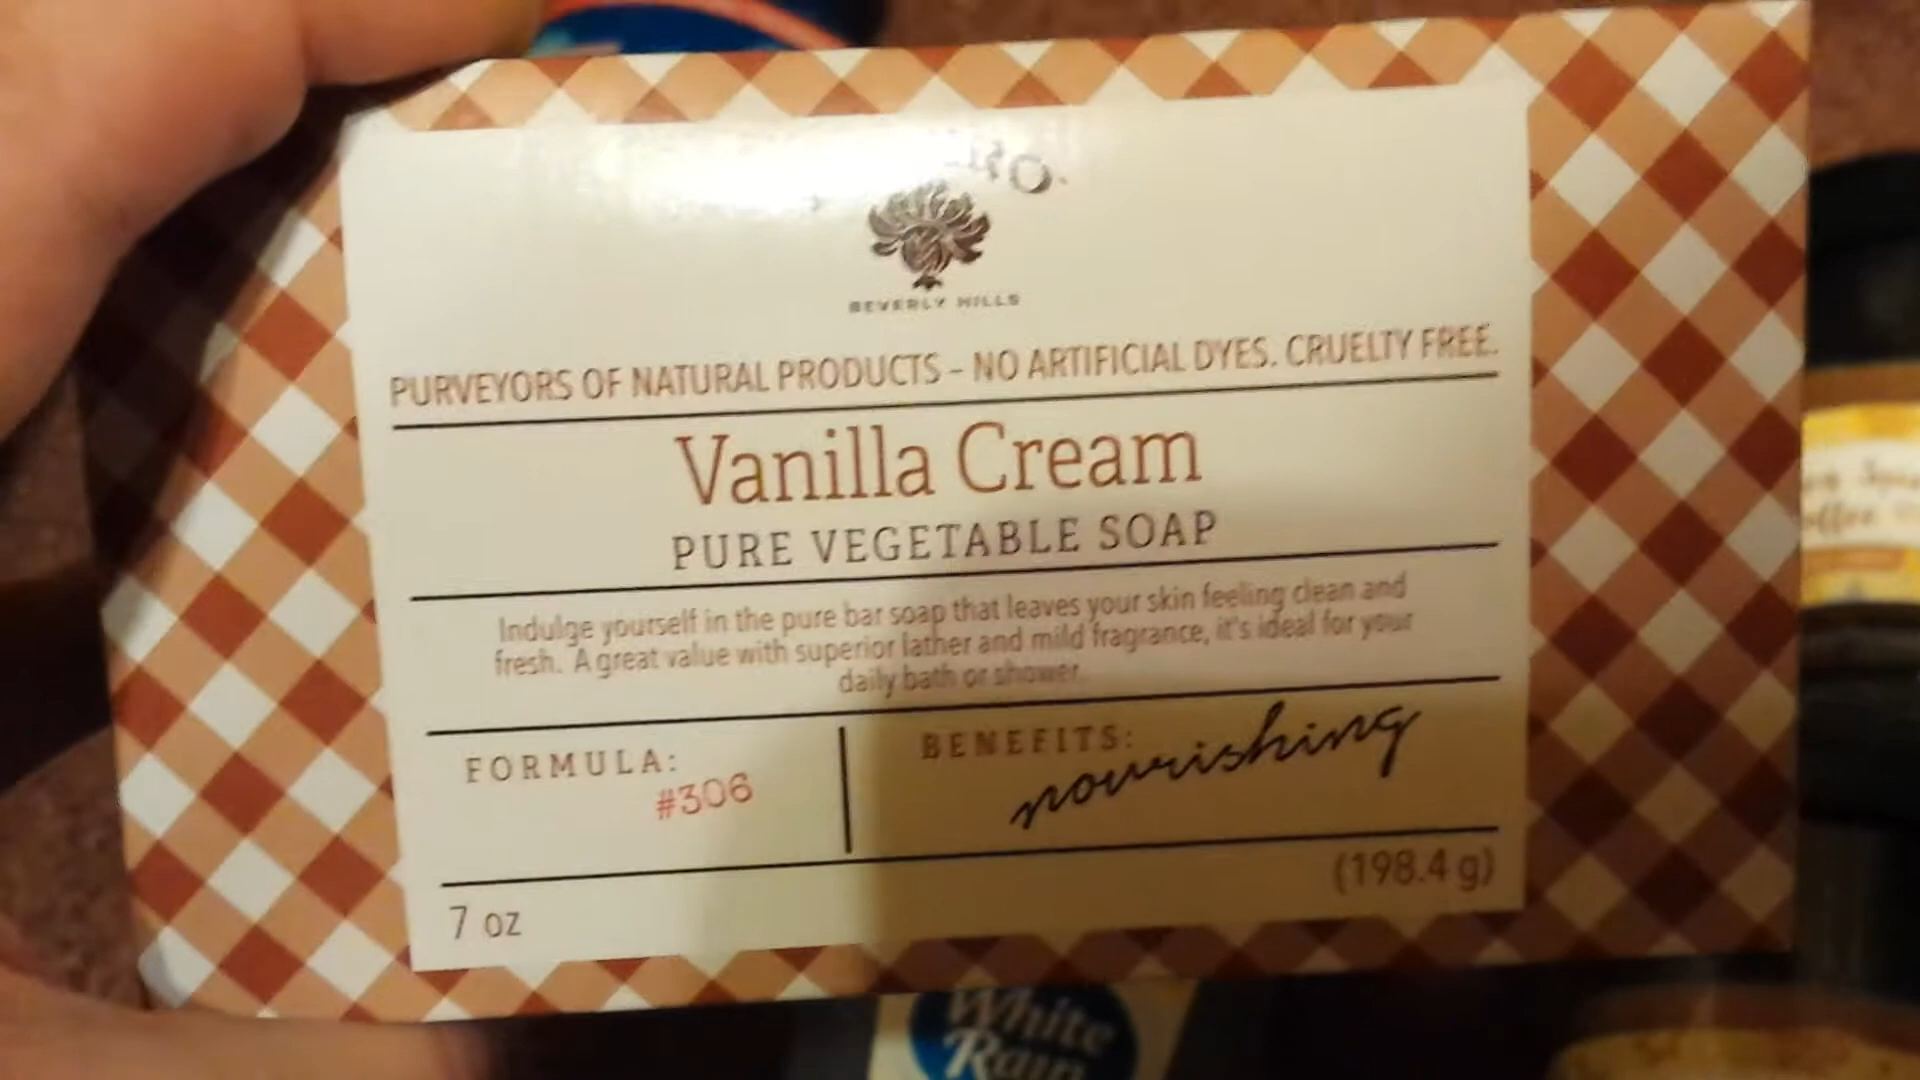 BEVERLY HILLS
PURVEYORS OF NATURAL PRODUCTS – NO ARTIFICIAL DYES. CRUELTY FREE.
Vanilla Cream
PURE VEGETABLE SOAP
Indulge yourself in the pure bar soap that leaves your skin feeling clean and
fresh. A great value with superior lather and mild fragrance, it's ideal for your
daily bath or shower.
FORMULA:
#306
BENEFITS:
nourishing
7 oz
(198.4 g)
White
Rain